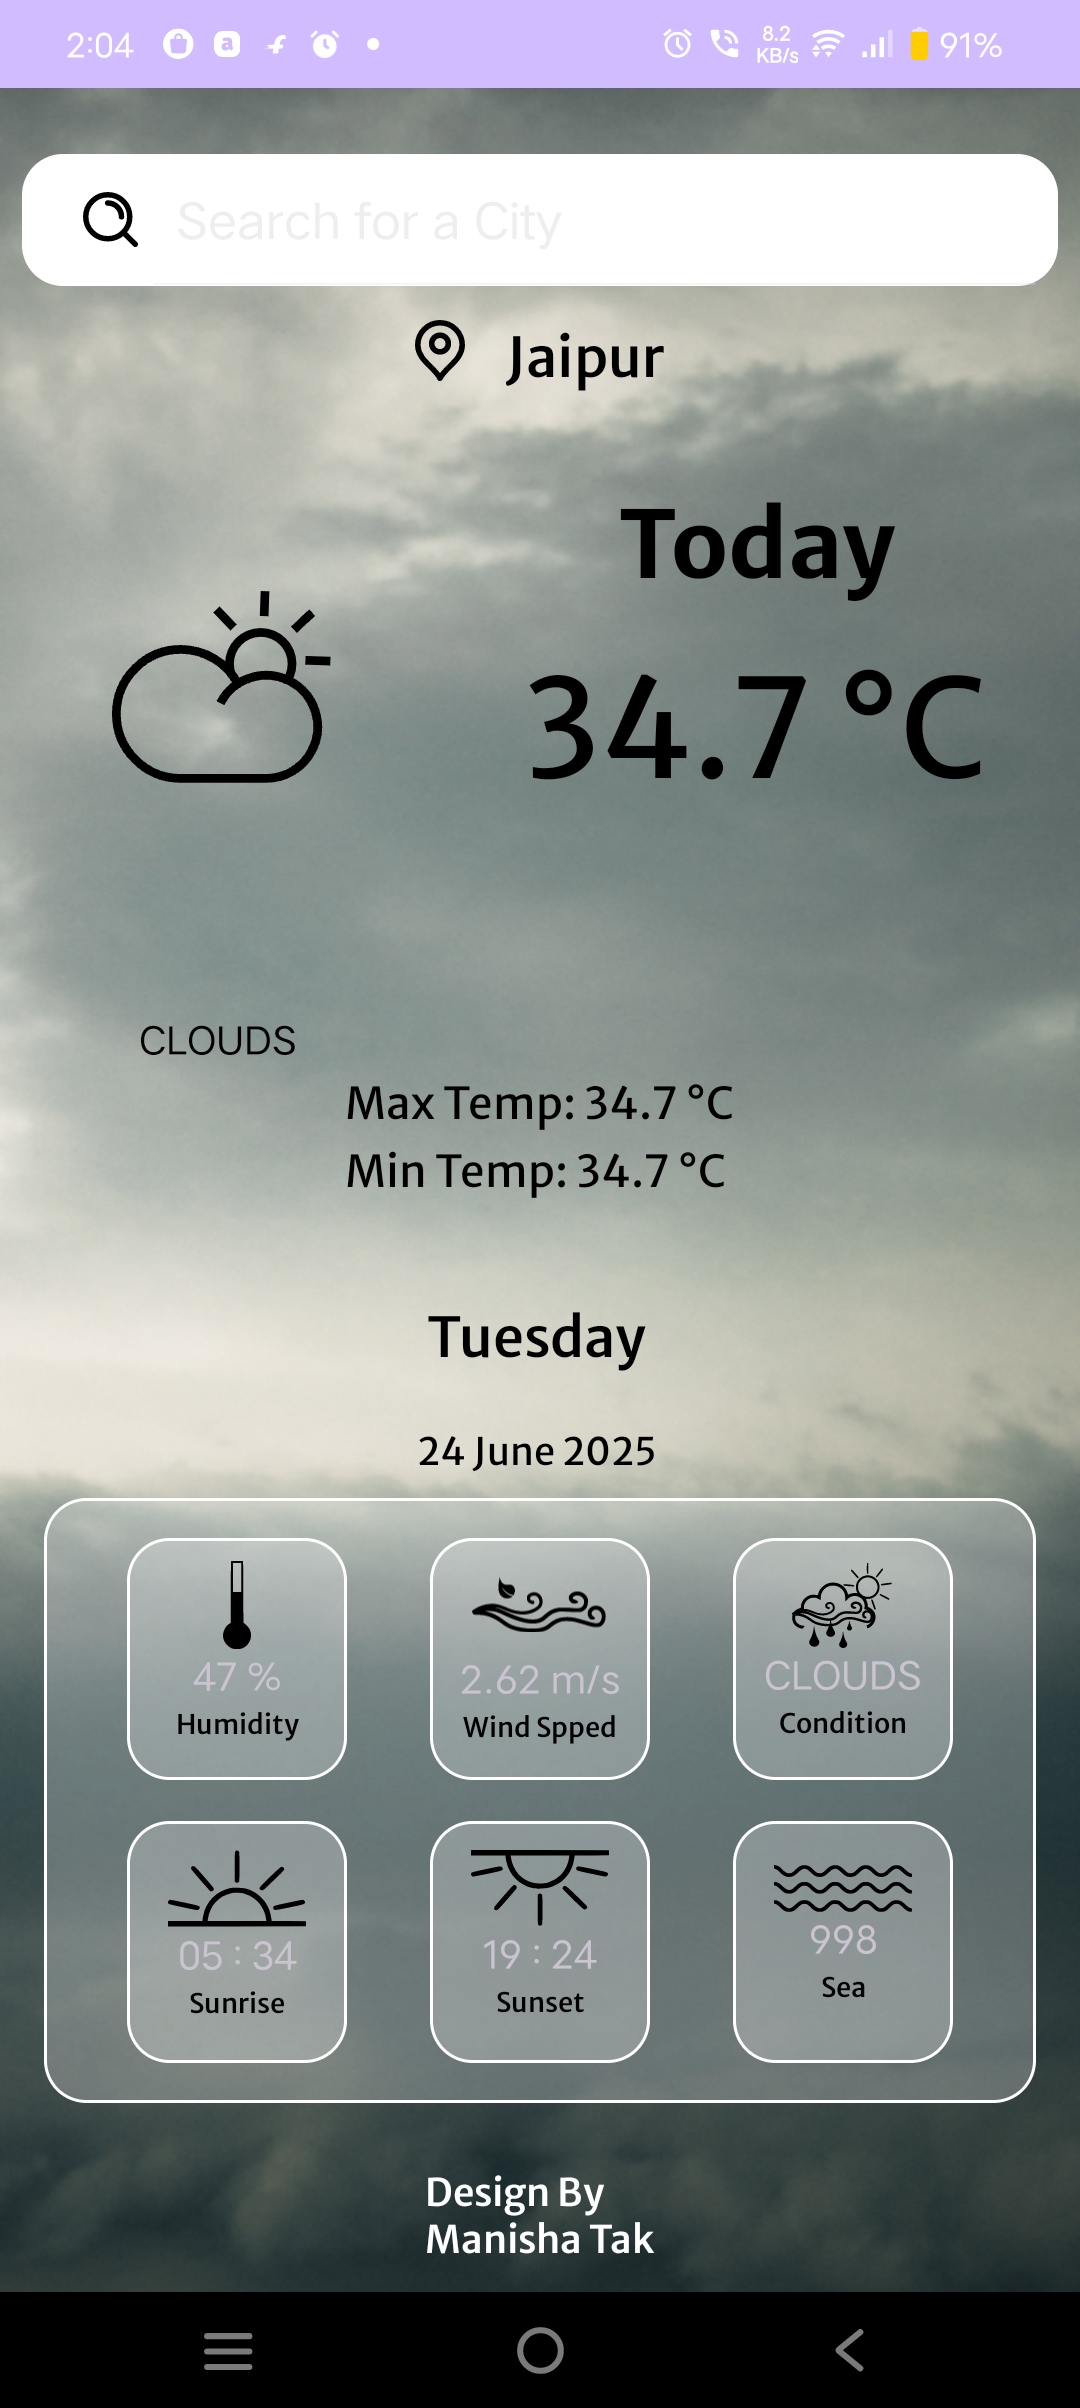 2:04 8.2 KB/s 91%
Search for a City
Jaipur
Today
34.7 °C
CLOUDS
Max Temp: 34.7 °C
Min Temp: 34.7 °C
Tuesday
24 June 2025
47 % 2.62 m/s CLOUDS
Humidity Wind Spped Condition
05 : 34 19 : 24 998
Sunrise Sunset Sea
Design By
Manisha Tak